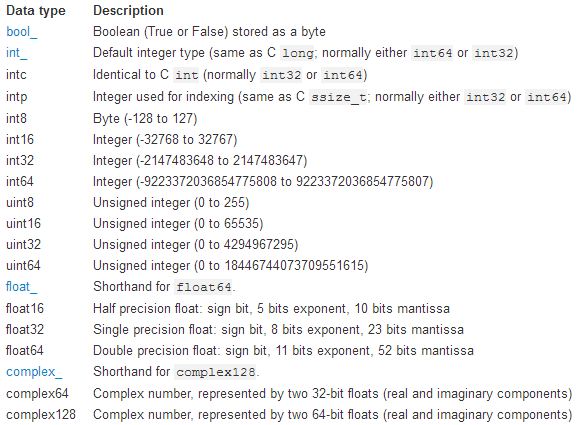 Data type Description
bool_ Boolean (True or False) stored as a byte
int_ Default integer type (same as C long; normally either int64 or int32)
intc Identical to C int (normally int32 or int64)
intp Integer used for indexing (same as C ssize_t; normally either int32 or int64)
int8 Byte (-128 to 127)
int16 Integer (-32768 to 32767)
int32 Integer (-2147483648 to 2147483647)
int64 Integer (-9223372036854775808 to 9223372036854775807)
uint8 Unsigned integer (0 to 255)
uint16 Unsigned integer (0 to 65535)
uint32 Unsigned integer (0 to 4294967295)
uint64 Unsigned integer (0 to 18446744073709551615)
float_ Shorthand for float64.
float16 Half precision float: sign bit, 5 bits exponent, 10 bits mantissa
float32 Single precision float: sign bit, 8 bits exponent, 23 bits mantissa
float64 Double precision float: sign bit, 11 bits exponent, 52 bits mantissa
complex_ Shorthand for complex128.
complex64 Complex number, represented by two 32-bit floats (real and imaginary components)
complex128 Complex number, represented by two 64-bit floats (real and imaginary components)